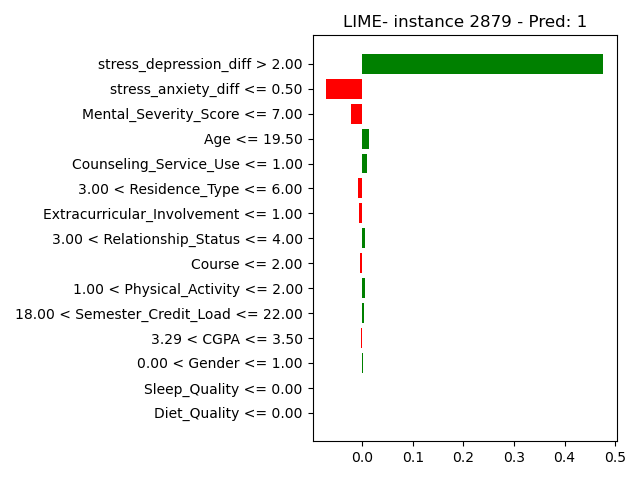 LIME- instance 2879 - Pred: 1
stress_depression_diff > 2.00
stress_anxiety_diff <= 0.50
Mental_Severity_Score <= 7.00
Age <= 19.50
Counseling_Service_Use <= 1.00
3.00 < Residence_Type <= 6.00
Extracurricular_Involvement <= 1.00
3.00 < Relationship_Status <= 4.00
Course <= 2.00
1.00 < Physical_Activity <= 2.00
18.00 < Semester_Credit_Load <= 22.00
3.29 < CGPA <= 3.50
0.00 < Gender <= 1.00
Sleep_Quality <= 0.00
Diet_Quality <= 0.00
0.0 0.1 0.2 0.3 0.4 0.5